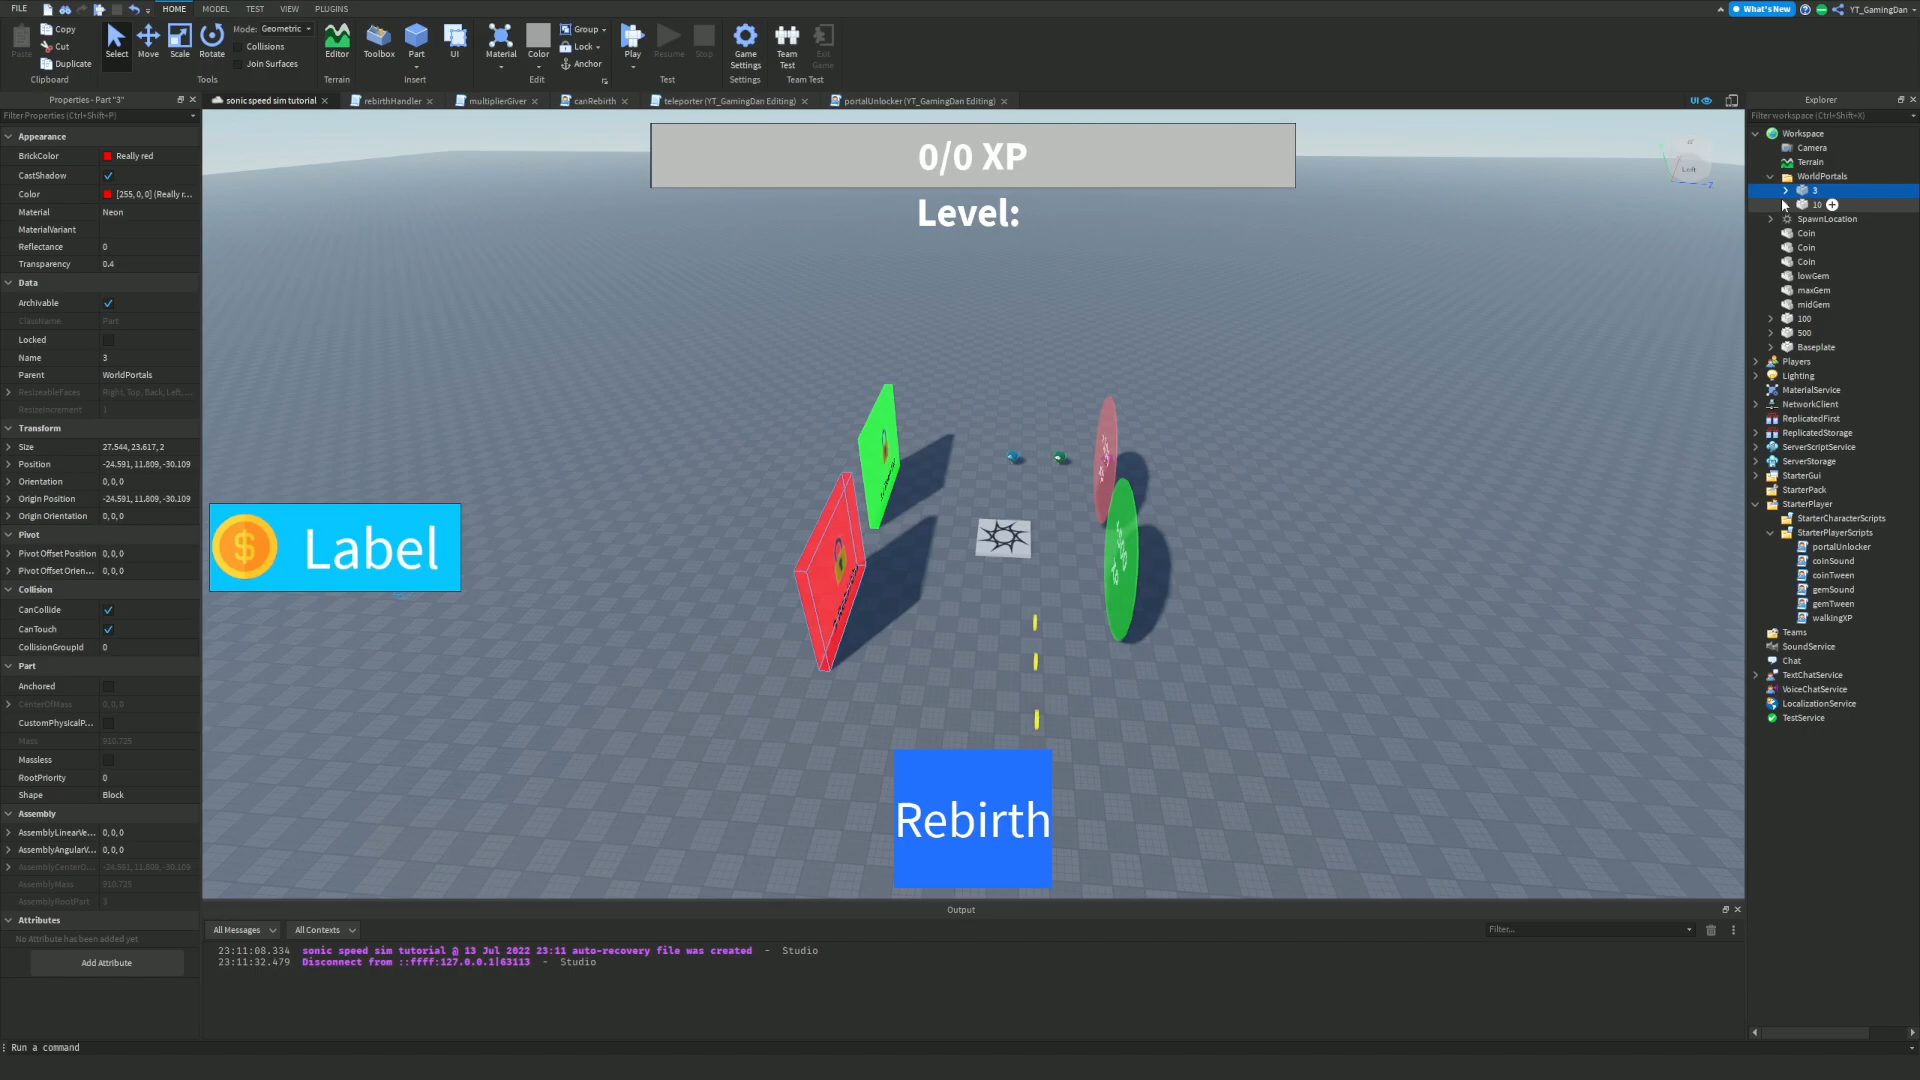 FILE HOME MODEL TEST VIEW PLUGINS What's New YT_GamingDan
Paste Copy Cut Duplicate Select Move Scale Rotate Mode: Geometric Collisions Join Surfaces Editor Toolbox Part UI Material Color Group Lock Anchor Play Resume Stop Game Settings Team Test Exit Game
Clipboard Tools Terrain Insert Edit Test Settings Team Test
Properties - Part "3"
sonic speed sim tutorial rebirthHandler multiplierGiver canRebirth teleporter (YT_GamingDan Editing) portalUnlocker (YT_GamingDan Editing) UI
Explorer
Filter Properties (Ctrl+Shift+P)
Appearance
BrickColor Really red
CastShadow
Color [255, 0, 0] (Really r...
Material Neon
MaterialVariant
Reflectance 0
Transparency 0.4
Data
Archivable
ClassName Part
Locked
Name 3
Parent WorldPortals
ResizeableFaces Right, Top, Back, Left,...
ResizeIncrement 1
Transform
Size 27.544, 23.617, 2
Position -24.591, 11.809, -30.109
Orientation 0, 0, 0
Origin Position -24.591, 11.809, -30.109
Origin Orientation 0, 0, 0
Pivot
Pivot Offset Position 0, 0, 0
Pivot Offset Orien... 0, 0, 0
Collision
CanCollide
CanTouch
CollisionGroupId 0
Part
Anchored
CenterOfMass 0, 0, 0
CustomPhysicalP...
Mass 910.725
Massless
RootPriority 0
Shape Block
Assembly
AssemblyLinearVe... 0, 0, 0
AssemblyAngularV... 0, 0, 0
AssemblyCenterO... -24.591, 11.809, -30.109
AssemblyMass 910.725
AssemblyRootPart 3
Attributes
No Attribute has been added yet
Add Attribute
0/0 XP
Level:
Left
Z
Label
Rebirth
Filter workspace (Ctrl+Shift+X)
Workspace
Camera
Terrain
WorldPortals
3
10
SpawnLocation
Coin
Coin
Coin
lowGem
maxGem
midGem
100
500
Baseplate
Players
Lighting
MaterialService
NetworkClient
ReplicatedFirst
ReplicatedStorage
ServerScriptService
ServerStorage
StarterGui
StarterPack
StarterPlayer
StarterCharacterScripts
StarterPlayerScripts
portalUnlocker
coinSound
coinTween
gemSound
gemTween
walkingXP
Teams
SoundService
Chat
TextChatService
VoiceChatService
LocalizationService
TestService
Output
All Messages All Contexts Filter...
23:11:08.334 sonic speed sim tutorial @ 13 Jul 2022 23:11 auto-recovery file was created - Studio
23:11:32.479 Disconnect from ::ffff:127.0.0.1|63113 - Studio
Run a command